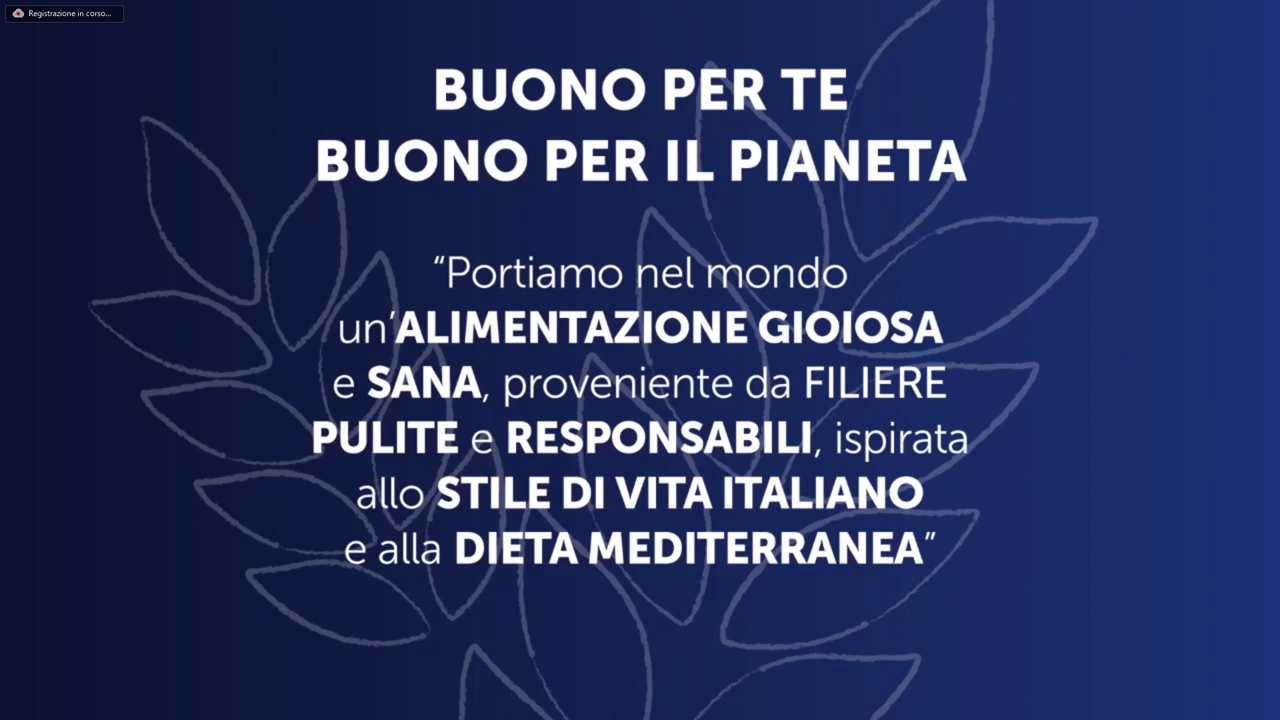 Registrazione in corso...
BUONO PER TE
BUONO PER IL PIANETA
“Portiamo nel mondo
un’ALIMENTAZIONE GIOIOSA
e SANA, proveniente da FILIERE
PULITE e RESPONSABILI, ispirata
allo STILE DI VITA ITALIANO
e alla DIETA MEDITERRANEA”